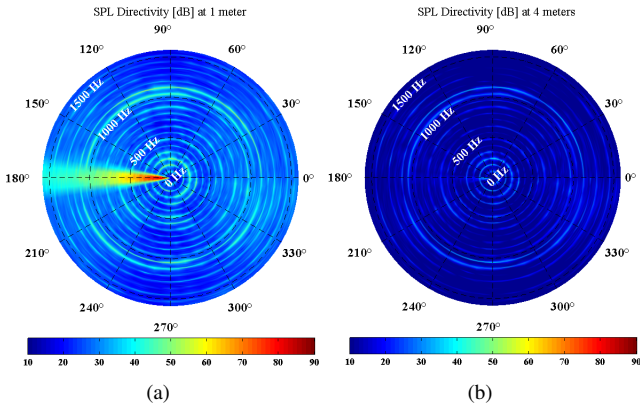 SPL Directivity [dB] at 1 meter
90°
120°
60°
1500 Hz
150°
1000 Hz
30°
500 Hz
180°
0 Hz
0°
210°
330°
240°
300°
270°
10 20 30 40 50 60 70 80 90
(a)
SPL Directivity [dB] at 4 meters
90°
120°
60°
1500 Hz
150°
1000 Hz
30°
500 Hz
180°
0 Hz
0°
210°
330°
240°
300°
270°
10 20 30 40 50 60 70 80 90
(b)